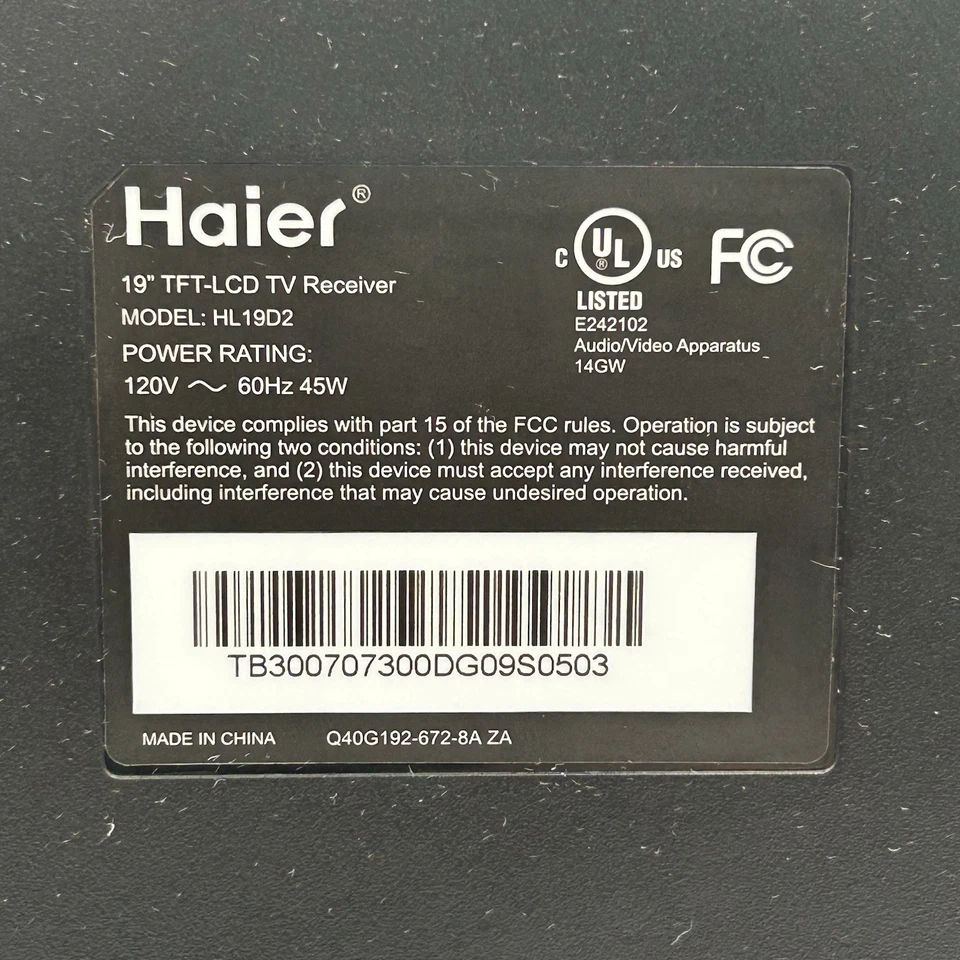 Haier®
19" TFT-LCD TV Receiver
MODEL: HL19D2
POWER RATING:
120V ～ 60Hz 45W
C UL® US FC
LISTED
E242102
Audio/Video Apparatus
14GW
This device complies with part 15 of the FCC rules. Operation is subject
to the following two conditions: (1) this device may not cause harmful
interference, and (2) this device must accept any interference received,
including interference that may cause undesired operation.
TB300707300DG09S0503
MADE IN CHINA Q40G192-672-8A ZA